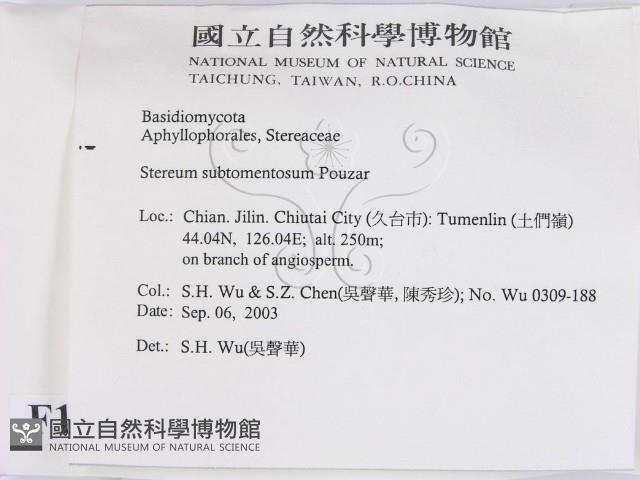 國立自然科學博物館
NATIONAL MUSEUM OF NATURAL SCIENCE
TAICHUNG, TAIWAN, R.O.CHINA
Basidiomycota
Aphyllophorales, Stereaceae
Stereum subtomentosum Pouzar
Loc.: Chian. Jilin. Chiutai City (久台市): Tumenlin (土們嶺)
44.04N, 126.04E; alt. 250m;
on branch of angiosperm.
Col.: S.H. Wu & S.Z. Chen(吳聲華, 陳秀珍); No. Wu 0309-188
Date: Sep. 06, 2003
Det.: S.H. Wu(吳聲華)
國立自然科學博物館
NATIONAL MUSEUM OF NATURAL SCIENCE